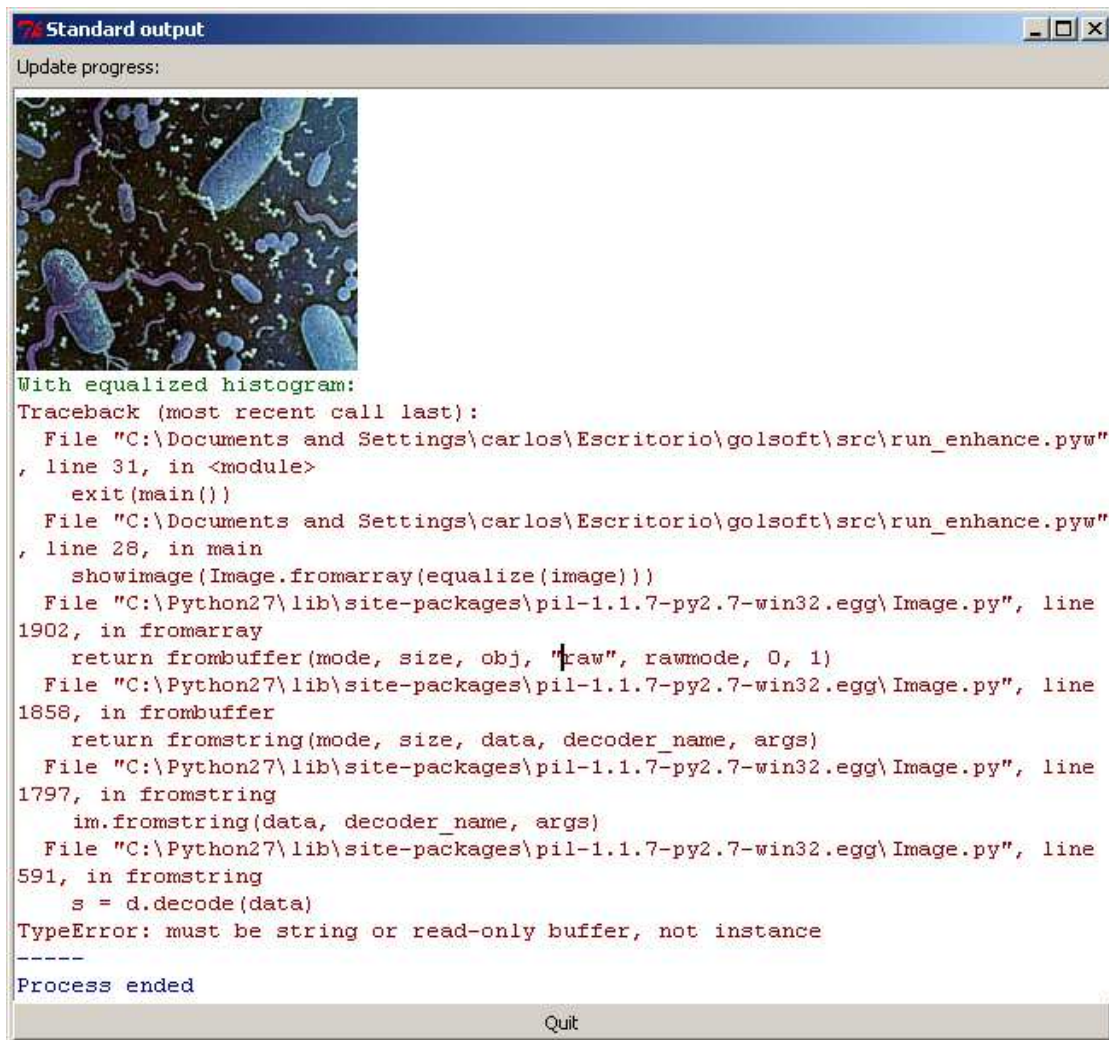 Standard output
Update progress:
With equalized histogram:
Traceback (most recent call last):
  File "C:\Documents and Settings\carlos\Escritorio\golsoft\src\run_enhance.pyw"
, line 31, in <module>
    exit(main())
  File "C:\Documents and Settings\carlos\Escritorio\golsoft\src\run_enhance.pyw"
, line 28, in main
    showimage(Image.fromarray(equalize(image)))
  File "C:\Python27\lib\site-packages\pil-1.1.7-py2.7-win32.egg\Image.py", line
1902, in fromarray
    return frombuffer(mode, size, obj, "raw", rawmode, 0, 1)
  File "C:\Python27\lib\site-packages\pil-1.1.7-py2.7-win32.egg\Image.py", line
1858, in frombuffer
    return fromstring(mode, size, data, decoder_name, args)
  File "C:\Python27\lib\site-packages\pil-1.1.7-py2.7-win32.egg\Image.py", line
1797, in fromstring
    im.fromstring(data, decoder_name, args)
  File "C:\Python27\lib\site-packages\pil-1.1.7-py2.7-win32.egg\Image.py", line
591, in fromstring
    s = d.decode(data)
TypeError: must be string or read-only buffer, not instance
-----
Process ended
Quit